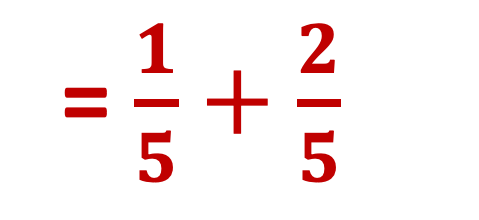 = 1/5 + 2/5